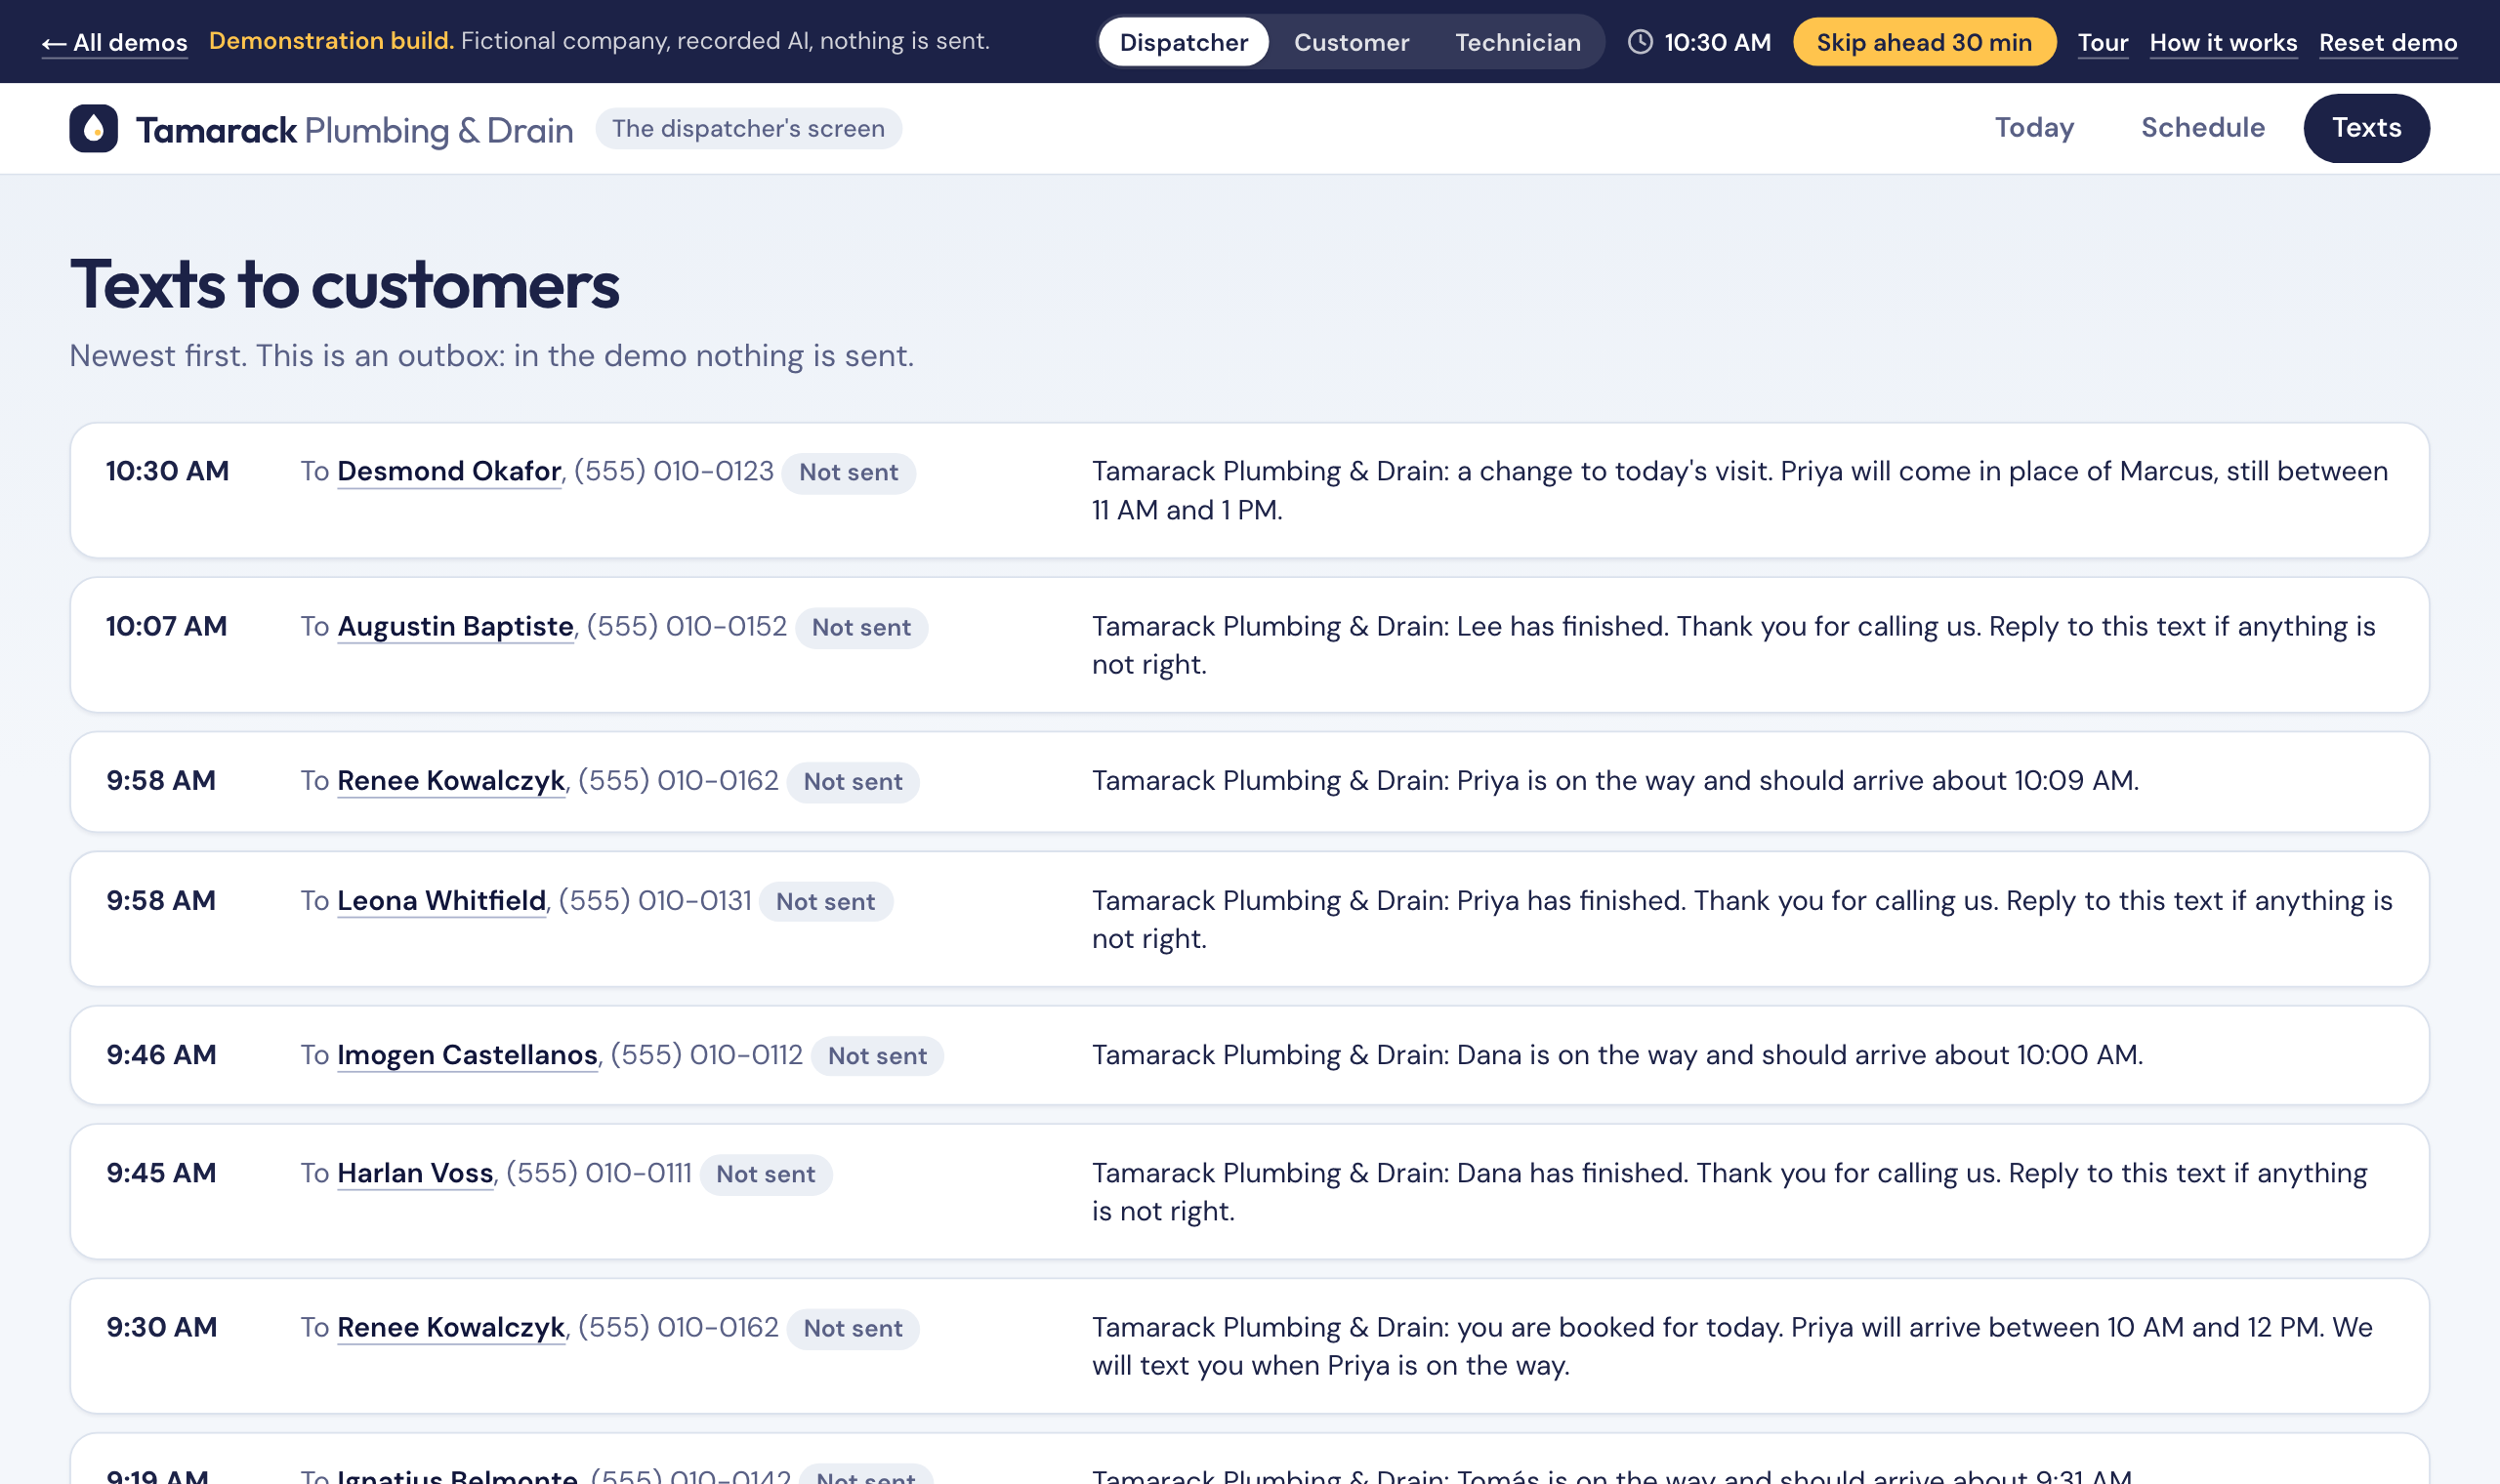 ← All demos Demonstration build. Fictional company, recorded AI, nothing is sent. Dispatcher Customer Technician 10:30 AM Skip ahead 30 min Tour How it works Reset demo
Tamarack Plumbing & Drain The dispatcher's screen Today Schedule Texts
Texts to customers
Newest first. This is an outbox: in the demo nothing is sent.
10:30 AM To Desmond Okafor, (555) 010-0123 Not sent Tamarack Plumbing & Drain: a change to today's visit. Priya will come in place of Marcus, still between
11 AM and 1 PM.
10:07 AM To Augustin Baptiste, (555) 010-0152 Not sent Tamarack Plumbing & Drain: Lee has finished. Thank you for calling us. Reply to this text if anything is
not right.
9:58 AM To Renee Kowalczyk, (555) 010-0162 Not sent Tamarack Plumbing & Drain: Priya is on the way and should arrive about 10:09 AM.
9:58 AM To Leona Whitfield, (555) 010-0131 Not sent Tamarack Plumbing & Drain: Priya has finished. Thank you for calling us. Reply to this text if anything is
not right.
9:46 AM To Imogen Castellanos, (555) 010-0112 Not sent Tamarack Plumbing & Drain: Dana is on the way and should arrive about 10:00 AM.
9:45 AM To Harlan Voss, (555) 010-0111 Not sent Tamarack Plumbing & Drain: Dana has finished. Thank you for calling us. Reply to this text if anything
is not right.
9:30 AM To Renee Kowalczyk, (555) 010-0162 Not sent Tamarack Plumbing & Drain: you are booked for today. Priya will arrive between 10 AM and 12 PM. We
will text you when Priya is on the way.
9:19 AM To Ignatius Belmonte, (555) 010-0142 Not sent Tamarack Plumbing & Drain: Tomás is on the way and should arrive about 9:31 AM.